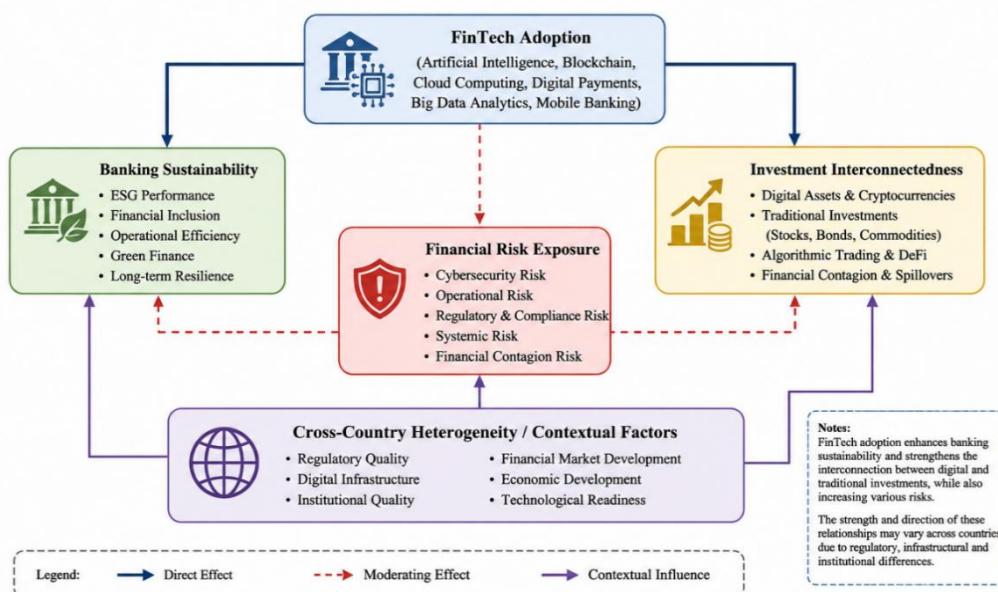 FinTech Adoption
(Artificial Intelligence, Blockchain,
Cloud Computing, Digital Payments,
Big Data Analytics, Mobile Banking)
Banking Sustainability
• ESG Performance
• Financial Inclusion
• Operational Efficiency
• Green Finance
• Long-term Resilience
Investment Interconnectedness
• Digital Assets & Cryptocurrencies
• Traditional Investments
(Stocks, Bonds, Commodities)
• Algorithmic Trading & DeFi
• Financial Contagion & Spillovers
Financial Risk Exposure
• Cybersecurity Risk
• Operational Risk
• Regulatory & Compliance Risk
• Systemic Risk
• Financial Contagion Risk
Cross-Country Heterogeneity / Contextual Factors
• Regulatory Quality
• Digital Infrastructure
• Institutional Quality
• Financial Market Development
• Economic Development
• Technological Readiness
Notes:
FinTech adoption enhances banking
sustainability and strengthens the
interconnection between digital and
traditional investments, while also
increasing various risks.
The strength and direction of these
relationships may vary across countries
due to regulatory, infrastructural and
institutional differences.
Legend:
Direct Effect
Moderating Effect
Contextual Influence